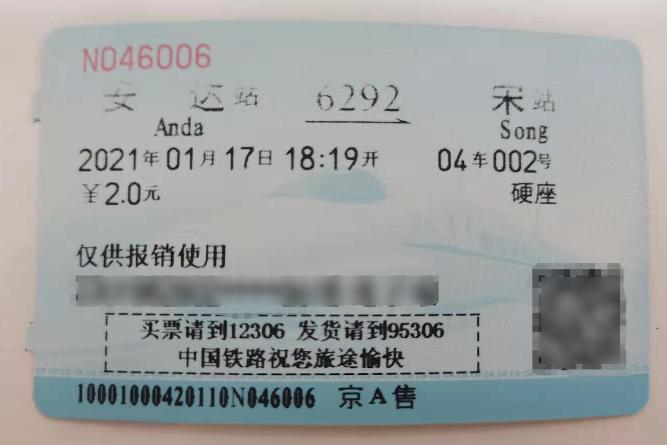 N046006
安 达站 6292 宋站
Anda Song
2021年01月17日 18:19开 04车002号
¥2.0元 硬座
仅供报销使用
买票请到12306 发货请到95306
中国铁路祝您旅途愉快
10001000420110N046006 京A售